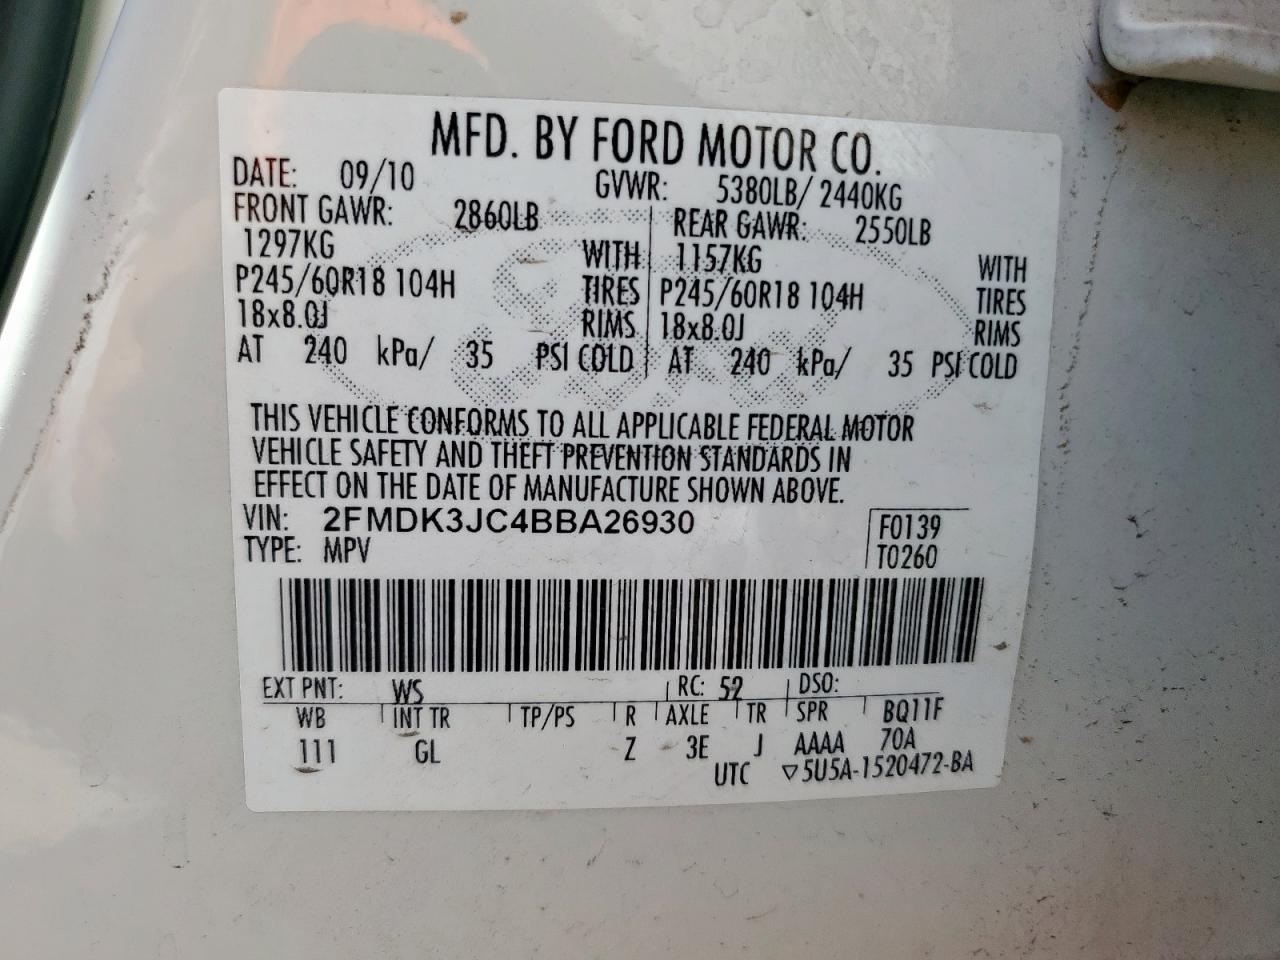 MFD. BY FORD MOTOR CO.
DATE: 09/10 GVWR: 5380LB/ 2440KG
FRONT GAWR: 2860LB REAR GAWR: 2550LB
1297KG WITH 1157KG WITH
P245/60R18 104H TIRES P245/60R18 104H TIRES
18x8.0J RIMS 18x8.0J RIMS
AT 240 kPa/ 35 PSI COLD AT 240 kPa/ 35 PSI COLD
THIS VEHICLE CONFORMS TO ALL APPLICABLE FEDERAL MOTOR
VEHICLE SAFETY AND THEFT PREVENTION STANDARDS IN
EFFECT ON THE DATE OF MANUFACTURE SHOWN ABOVE.
VIN: 2FMDK3JC4BBA26930 F0139
TYPE: MPV T0260
EXT PNT: WS RC: 52 DSO:
WB INT TR TP/PS R AXLE TR SPR BQ11F
111 GL Z 3E J AAAA 70A
UTC ▽5U5A-1520472-BA